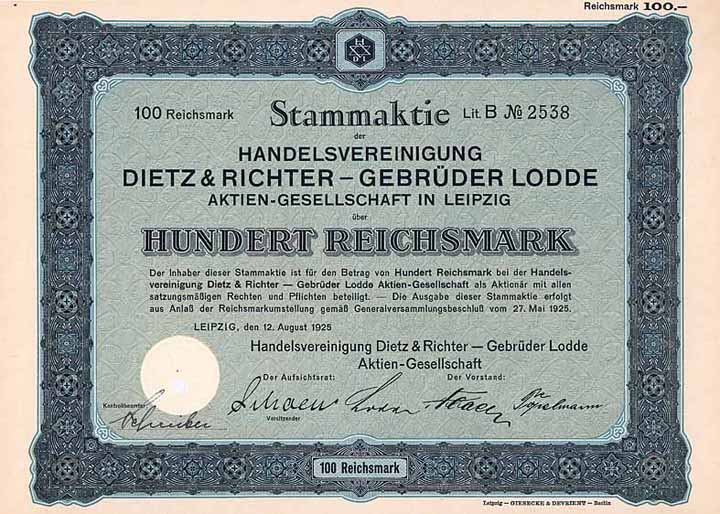 Reichsmark 100.—
100 Reichsmark Stammaktie Lit. B № 2538
der
HANDELSVEREINIGUNG
DIETZ & RICHTER — GEBRÜDER LODDE
AKTIEN-GESELLSCHAFT IN LEIPZIG
über
HUNDERT REICHSMARK
Der Inhaber dieser Stammaktie ist für den Betrag von Hundert Reichsmark bei der Handels-
vereinigung Dietz & Richter — Gebrüder Lodde Aktien-Gesellschaft als Aktionär mit allen
satzungsmäßigen Rechten und Pflichten beteiligt. — Die Ausgabe dieser Stammaktie erfolgt
aus Anlaß der Reichsmarkumstellung gemäß Generalversammlungsbeschluß vom 27. Mai 1925.
LEIPZIG, den 12. August 1925
Handelsvereinigung Dietz & Richter — Gebrüder Lodde
Aktien-Gesellschaft
Der Aufsichtsrat: Der Vorstand:
Kontrollbeamter:
Vorsitzender
100 Reichsmark
Leipzig — GIESECKE & DEVRIENT — Berlin